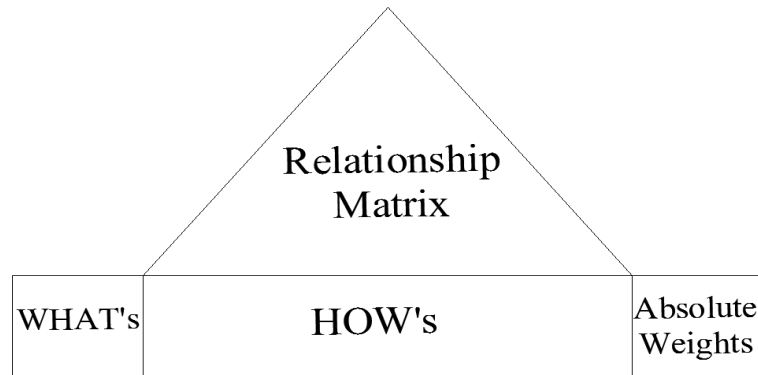 Relationship
Matrix
WHAT's
HOW's
Absolute
Weights